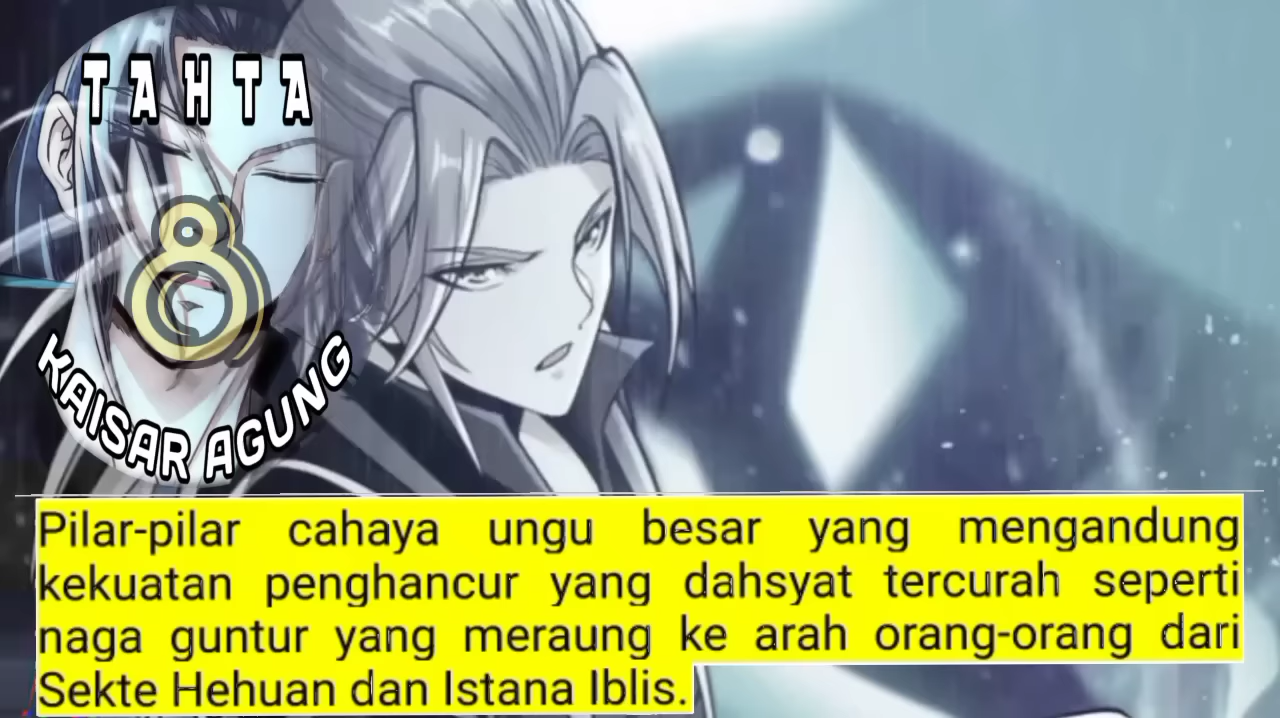 TAHTA
8
KAISAR AGUNG
Pilar-pilar cahaya ungu besar yang mengandung
kekuatan penghancur yang dahsyat tercurah seperti
naga guntur yang meraung ke arah orang-orang dari
Sekte Hehuan dan Istana Iblis.